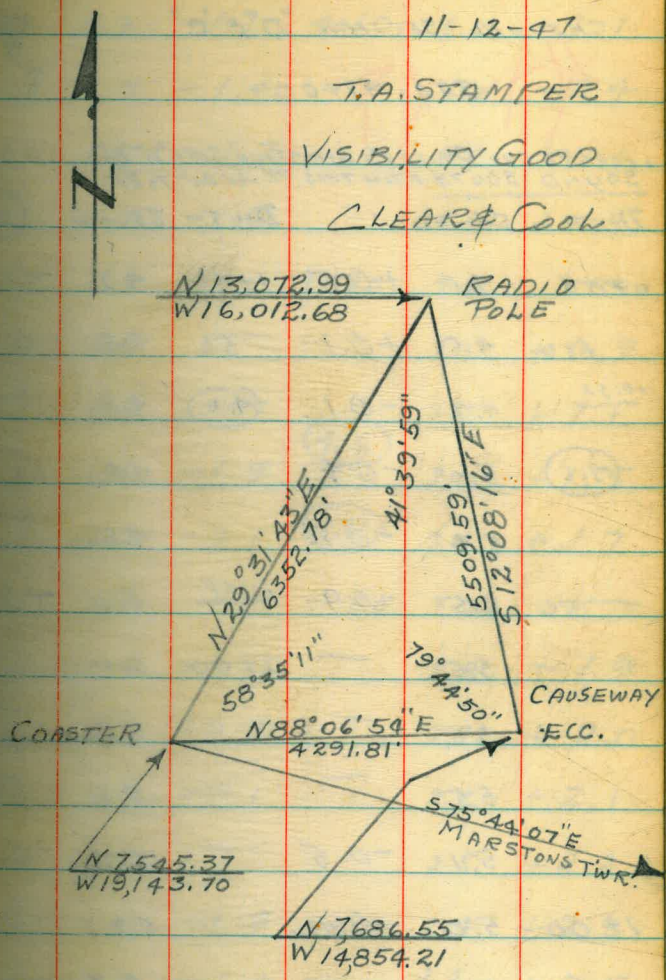 11-12-47
T.A. STAMPER
VISIBILITY GOOD
CLEAR & COOL
N
N 13,072.99
W 16,012.68
RADIO
POLE
N 29° 31' 43" E
6352.78'
41° 39' 59"
5509.59'
S 12° 08' 16" E
58° 35' 11"
79° 44' 50"
CAUSEWAY
ECC.
COASTER
N 88° 06' 54" E
4291.81'
S 75° 44' 07" E
MARSTONS TWR.
N 7,545.37
W 19,143.70
N 7,686.55
W 14,854.21